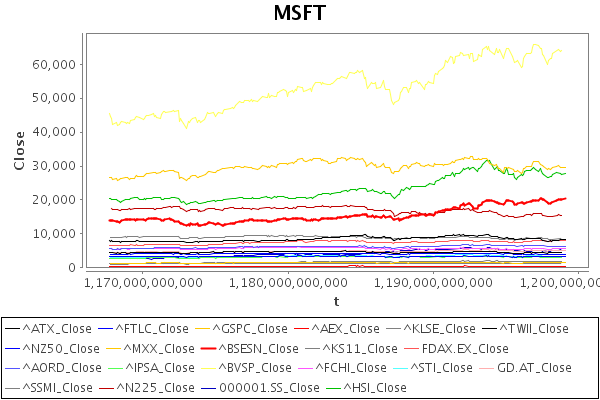 MSFT
Close
60,000
50,000
40,000
30,000
20,000
10,000
0
1,170,000,000,000 1,180,000,000,000 1,190,000,000,000 1,200,000,000,000
t
^ATX_Close ^FTLC_Close ^GSPC_Close ^AEX_Close ^KLSE_Close ^TWII_Close
^NZ50_Close ^MXX_Close ^BSESN_Close ^KS11_Close FDAX.EX_Close
^AORD_Close ^IPSA_Close ^BVSP_Close ^FCHI_Close ^STI_Close GD.AT_Close
^SSMI_Close ^N225_Close 000001.SS_Close ^HSI_Close